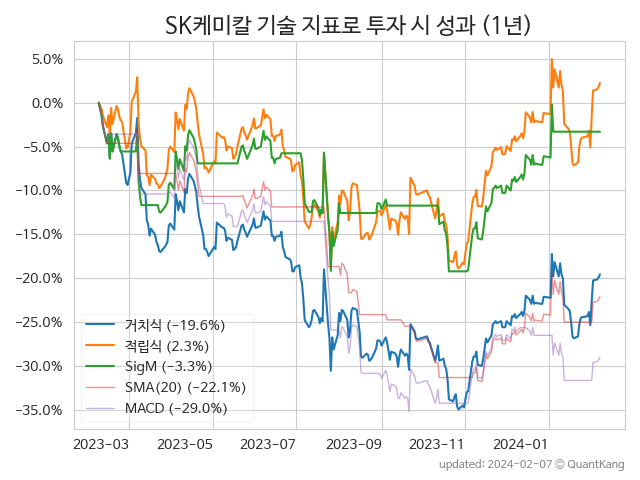 SK케미칼 기술 지표로 투자 시 성과 (1년)
5.0%
0.0%
−5.0%
−10.0%
−15.0%
−20.0%
−25.0%
−30.0%
−35.0%
거치식 (−19.6%)
적립식 (2.3%)
SigM (−3.3%)
SMA(20) (−22.1%)
MACD (−29.0%)
2023−03 2023−05 2023−07 2023−09 2023−11 2024−01
updated: 2024-02-07 © QuantKang